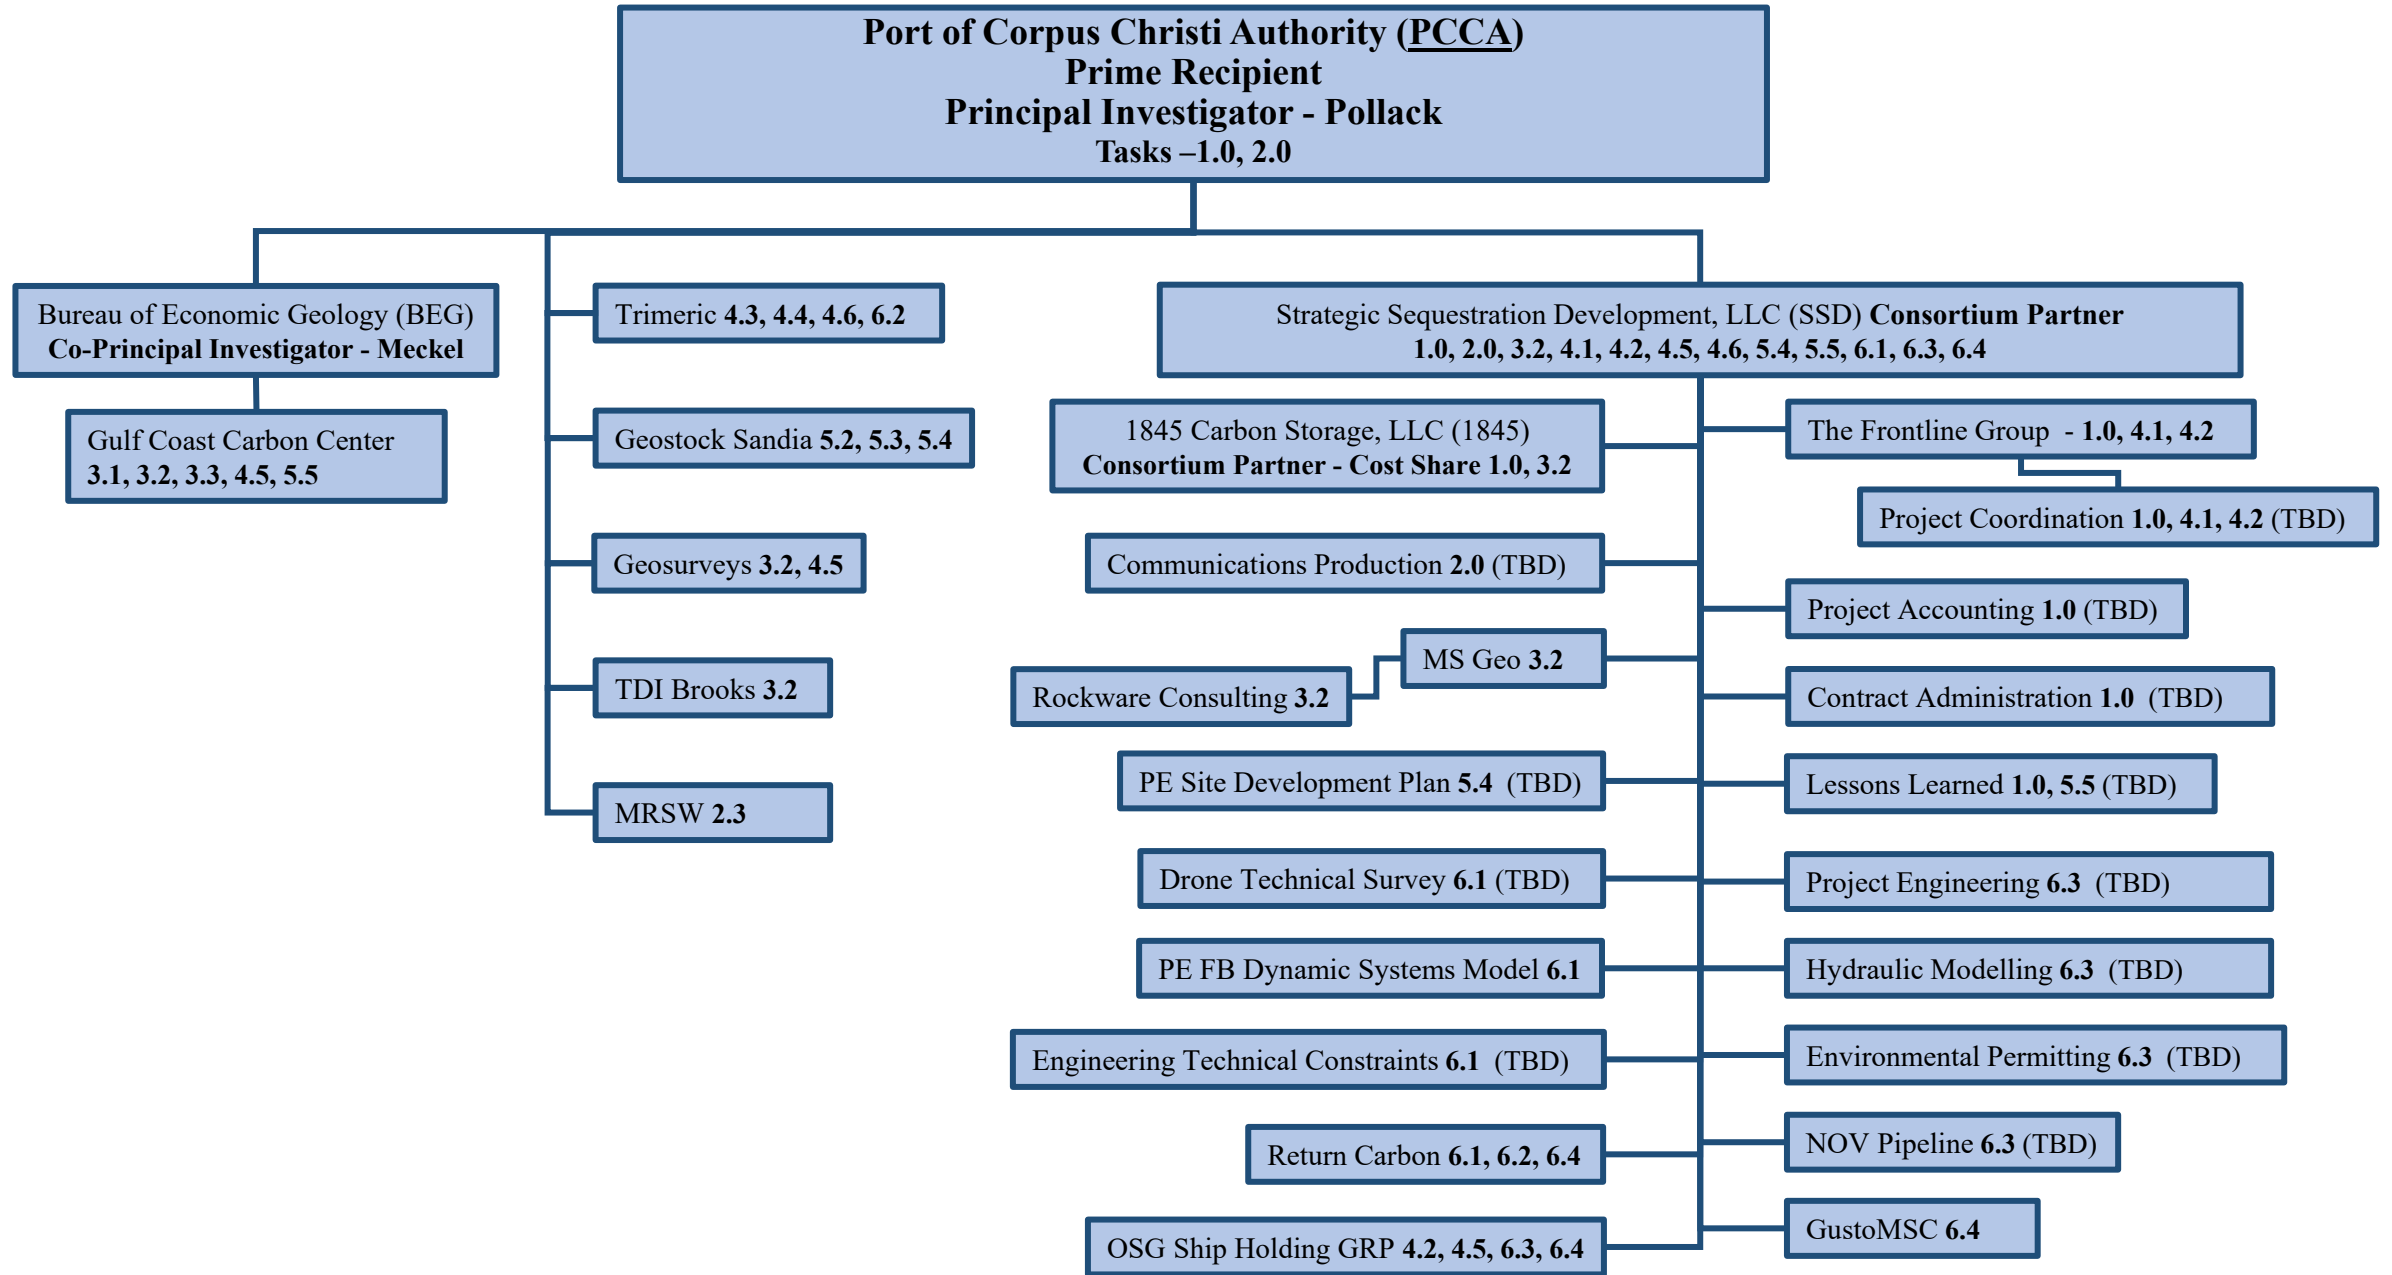 Port of Corpus Christi Authority (PCCA)
Prime Recipient
Principal Investigator - Pollack
Tasks –1.0, 2.0
Bureau of Economic Geology (BEG)
Co-Principal Investigator - Meckel
Gulf Coast Carbon Center
3.1, 3.2, 3.3, 4.5, 5.5
Trimeric 4.3, 4.4, 4.6, 6.2
Geostock Sandia 5.2, 5.3, 5.4
Geosurveys 3.2, 4.5
TDI Brooks 3.2
MRSW 2.3
Strategic Sequestration Development, LLC (SSD) Consortium Partner
1.0, 2.0, 3.2, 4.1, 4.2, 4.5, 4.6, 5.4, 5.5, 6.1, 6.3, 6.4
1845 Carbon Storage, LLC (1845)
Consortium Partner - Cost Share 1.0, 3.2
Communications Production 2.0 (TBD)
MS Geo 3.2
Rockware Consulting 3.2
PE Site Development Plan 5.4 (TBD)
Drone Technical Survey 6.1 (TBD)
PE FB Dynamic Systems Model 6.1
Engineering Technical Constraints 6.1 (TBD)
Return Carbon 6.1, 6.2, 6.4
OSG Ship Holding GRP 4.2, 4.5, 6.3, 6.4
The Frontline Group - 1.0, 4.1, 4.2
Project Coordination 1.0, 4.1, 4.2 (TBD)
Project Accounting 1.0 (TBD)
Contract Administration 1.0 (TBD)
Lessons Learned 1.0, 5.5 (TBD)
Project Engineering 6.3 (TBD)
Hydraulic Modelling 6.3 (TBD)
Environmental Permitting 6.3 (TBD)
NOV Pipeline 6.3 (TBD)
GustoMSC 6.4